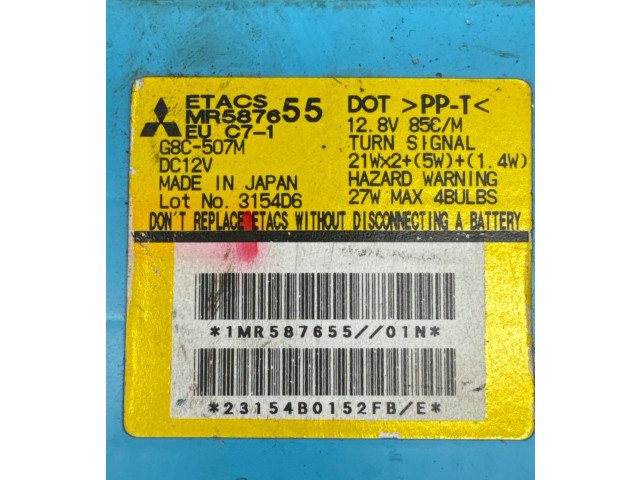 ETACS
MR587655
EU C7-1
G8C-507M
DC12V
MADE IN JAPAN
Lot No. 3154D6
DOT >PP-T<
12.8V 85C/M
TURN SIGNAL
21W×2+(5W)+(1.4W)
HAZARD WARNING
27W MAX 4BULBS
DON'T REPLACE ETACS WITHOUT DISCONNECTING A BATTERY
*1MR587655//01N*
*23154B0152FB/E*